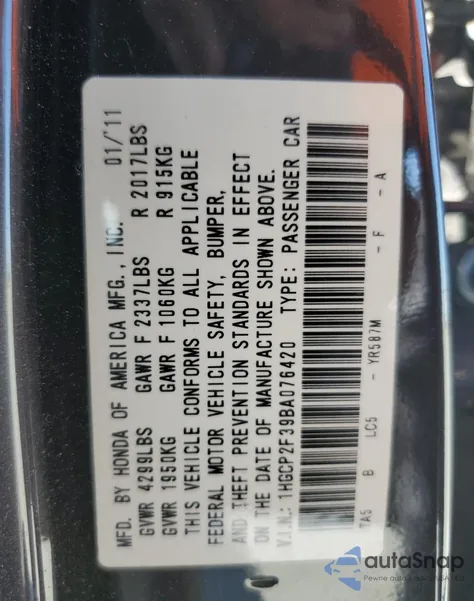 MFD. BY HONDA OF AMERICA MFG., INC. 01/'11
GVWR 4299LBS GAWR F 2337LBS R 2017LBS
GVWR 1950KG GAWR F 1060KG R 915KG
THIS VEHICLE CONFORMS TO ALL APPLICABLE
FEDERAL MOTOR VEHICLE SAFETY, BUMPER,
AND THEFT PREVENTION STANDARDS IN EFFECT
ON THE DATE OF MANUFACTURE SHOWN ABOVE.
V.I.N.: 1HGCP2F39BA076420 TYPE: PASSENGER CAR
TA5 B LC5 - YR587M - F - A
autoSnap